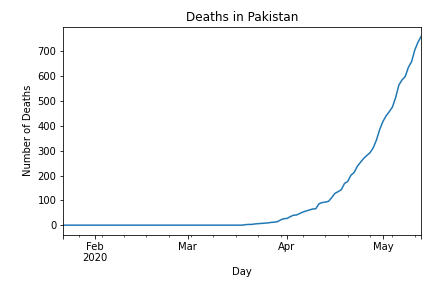 Deaths in Pakistan
Number of Deaths
700
600
500
400
300
200
100
0
Feb
2020
Mar
Apr
May
Day